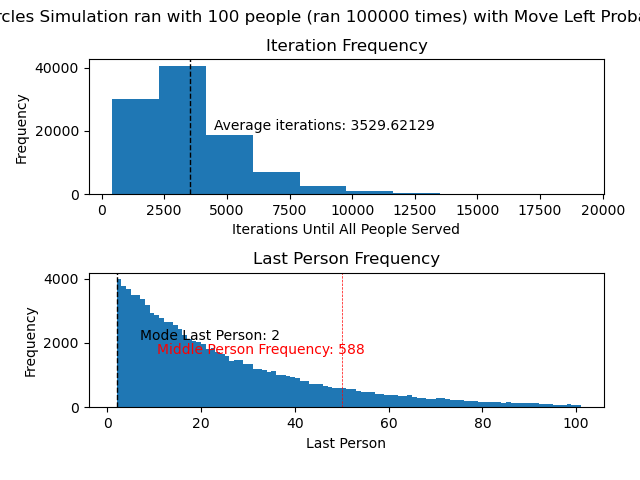 Simulation ran with 100 people (ran 100000 times) with Move Left
Iteration Frequency
Frequency
40000
20000
0
Average iterations: 3529.62129
0 2500 5000 7500 10000 12500 15000 17500 20000
Iterations Until All People Served
Last Person Frequency
Frequency
4000
2000
0
Mode Last Person: 2
Middle Person Frequency: 588
0 20 40 60 80 100
Last Person